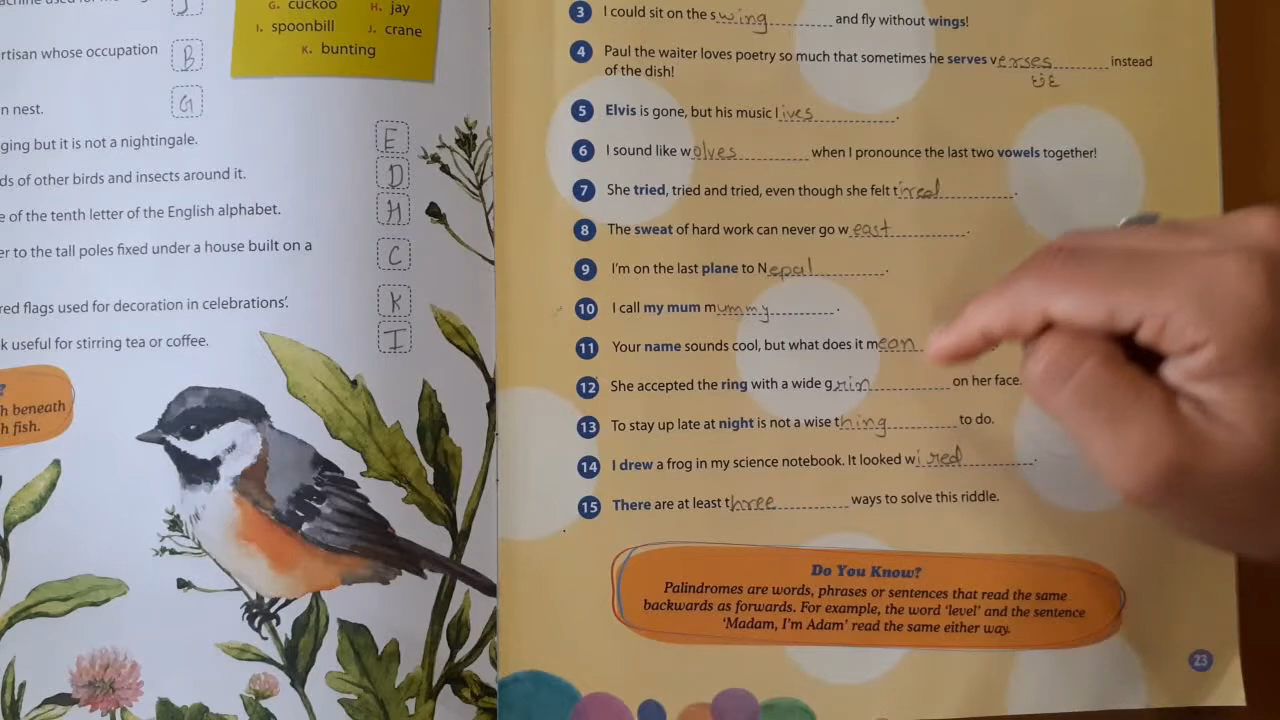 G. cuckoo H. jay
I. spoonbill J. crane
K. bunting
rtisan whose occupation B
n nest. G
ging but it is not a nightingale. E
ds of other birds and insects around it. D
e of the tenth letter of the English alphabet. H
er to the tall poles fixed under a house built on a C
red flags used for decoration in celebrations'. K
k useful for stirring tea or coffee. I
?
h beneath
h fish.
3 I could sit on the swing and fly without wings!
4 Paul the waiter loves poetry so much that sometimes he serves verses instead
of the dish!
5 Elvis is gone, but his music lives.
6 I sound like wolves when I pronounce the last two vowels together!
7 She tried, tried and tried, even though she felt tired.
8 The sweat of hard work can never go weast.
9 I'm on the last plane to Nepal.
10 I call my mum mummy.
11 Your name sounds cool, but what does it mean
12 She accepted the ring with a wide grin on her face.
13 To stay up late at night is not a wise thing to do.
14 I drew a frog in my science notebook. It looked wired.
15 There are at least three ways to solve this riddle.
Do You Know?
Palindromes are words, phrases or sentences that read the same
backwards as forwards. For example, the word 'level' and the sentence
'Madam, I'm Adam' read the same either way.
23